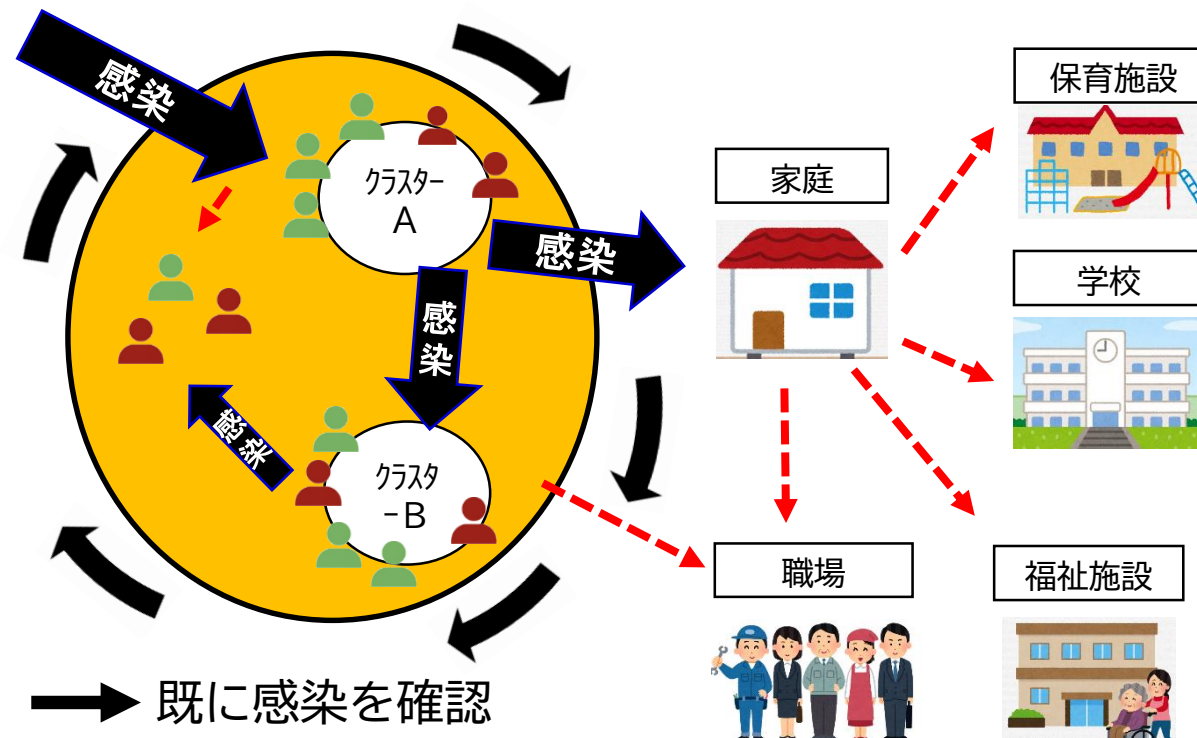 感染
クラスター
A
感染
感
染
感染
クラスタ
-B
家庭
保育施設
学校
職場
福祉施設
既に感染を確認